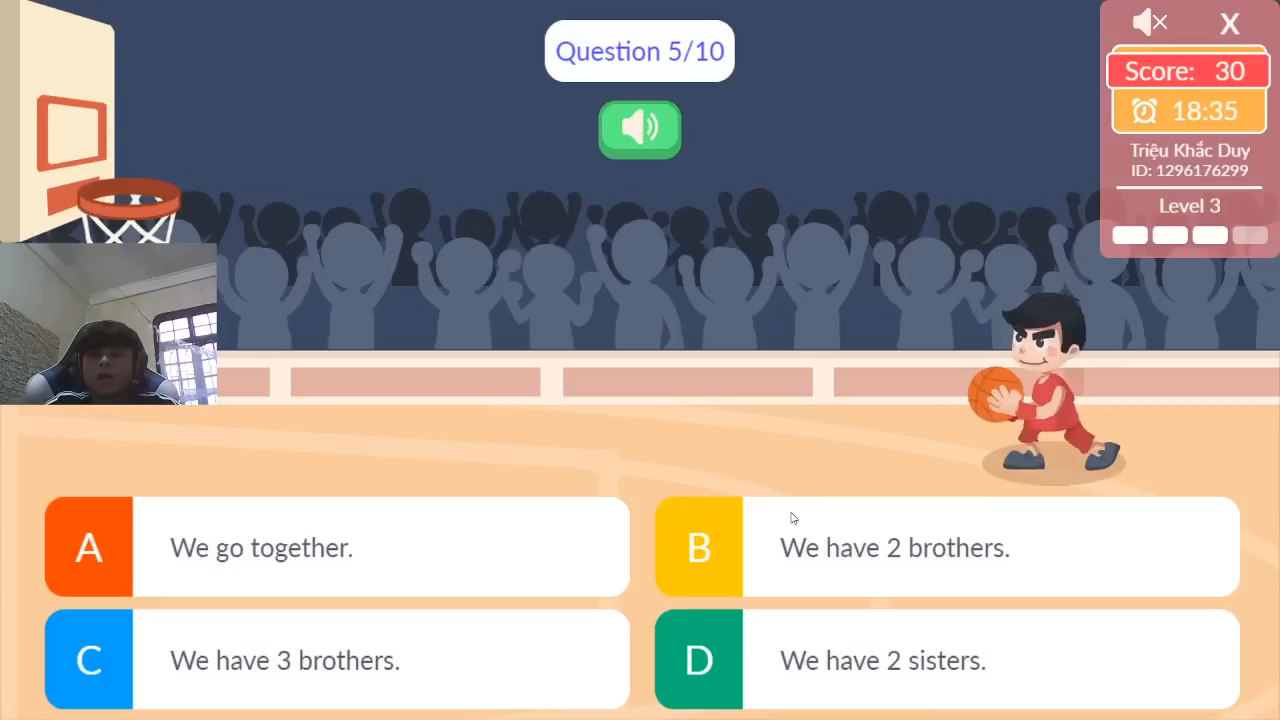 Question 5/10
X
Score: 30
18:35
Triệu Khắc Duy
ID: 1296176299
Level 3
A We go together.
B We have 2 brothers.
C We have 3 brothers.
D We have 2 sisters.